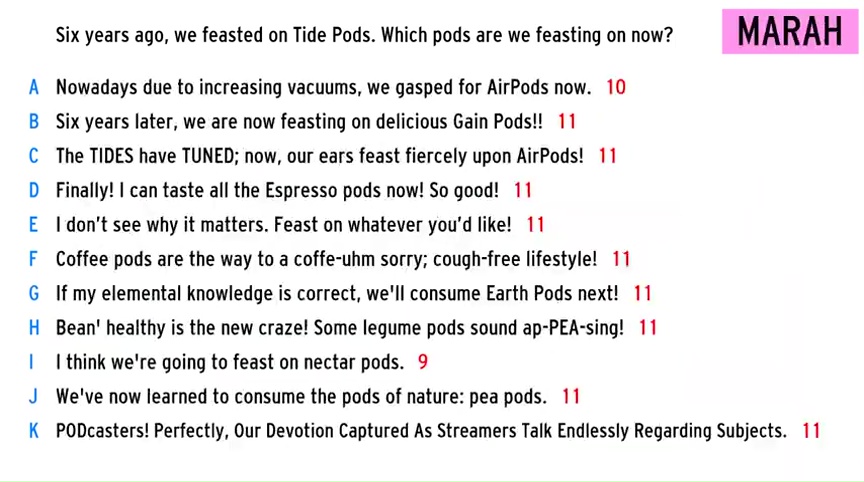 Six years ago, we feasted on Tide Pods. Which pods are we feasting on now?
MARAH
A Nowadays due to increasing vacuums, we gasped for AirPods now. 10
B Six years later, we are now feasting on delicious Gain Pods!! 11
C The TIDES have TUNED; now, our ears feast fiercely upon AirPods! 11
D Finally! I can taste all the Espresso pods now! So good! 11
E I don't see why it matters. Feast on whatever you'd like! 11
F Coffee pods are the way to a coffe-uhm sorry; cough-free lifestyle! 11
G If my elemental knowledge is correct, we'll consume Earth Pods next! 11
H Bean' healthy is the new craze! Some legume pods sound ap-PEA-sing! 11
I I think we're going to feast on nectar pods. 9
J We've now learned to consume the pods of nature: pea pods. 11
K PODcasters! Perfectly, Our Devotion Captured As Streamers Talk Endlessly Regarding Subjects. 11